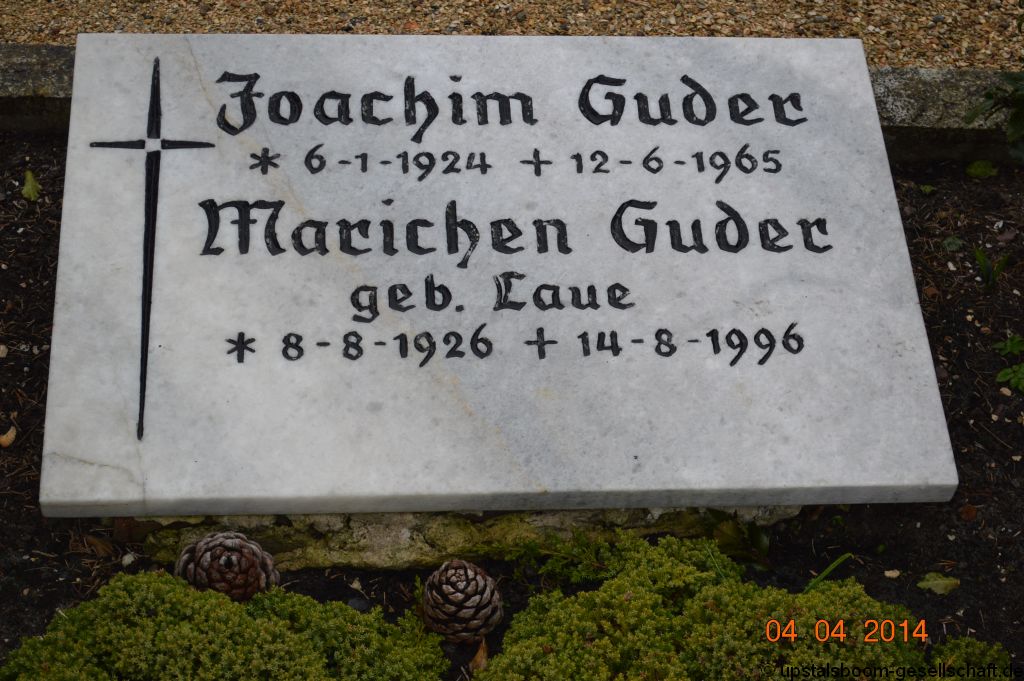 Joachim Guder
* 6-1-1924 + 12-6-1965
Marichen Guder
geb. Laue
* 8-8-1926 + 14-8-1996
04 04 2014
© upstalsboom-gesellschaft.de